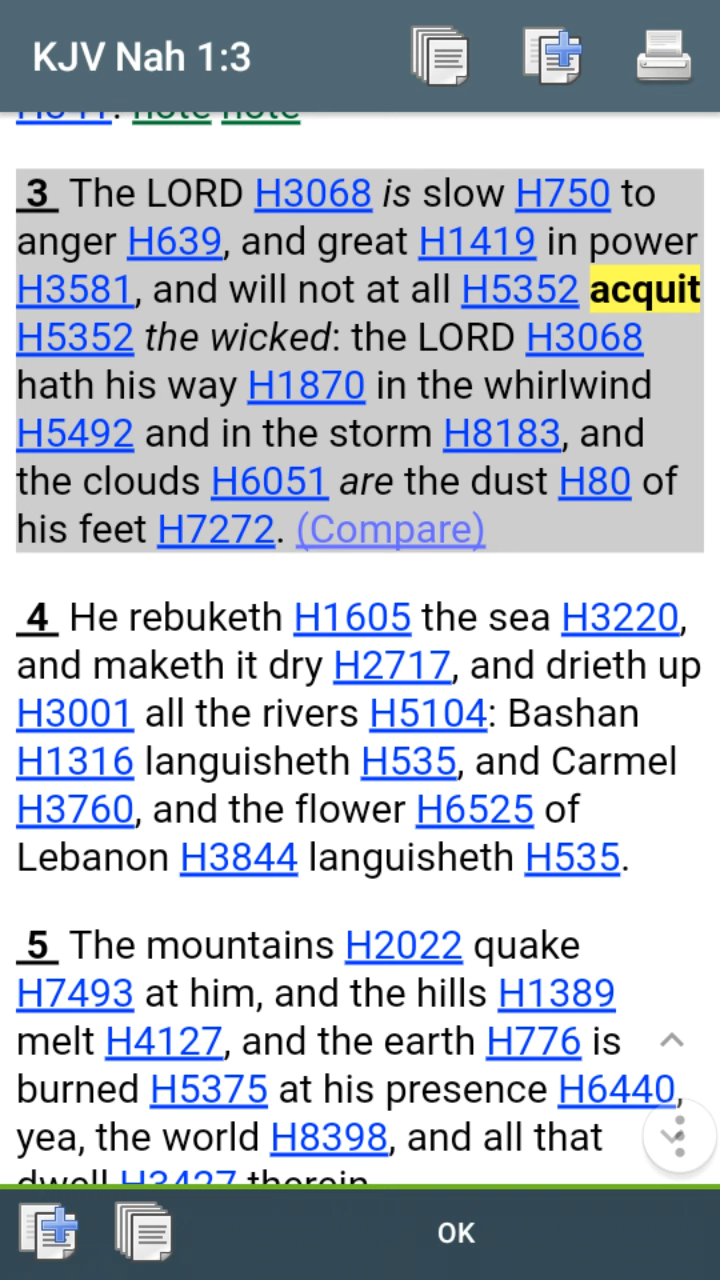 KJV Nah 1:3
3 The LORD H3068 is slow H750 to
anger H639, and great H1419 in power
H3581, and will not at all H5352 acquit
H5352 the wicked: the LORD H3068
hath his way H1870 in the whirlwind
H5492 and in the storm H8183, and
the clouds H6051 are the dust H80 of
his feet H7272. (Compare)
4 He rebuketh H1605 the sea H3220,
and maketh it dry H2717, and drieth up
H3001 all the rivers H5104: Bashan
H1316 languisheth H535, and Carmel
H3760, and the flower H6525 of
Lebanon H3844 languisheth H535.
5 The mountains H2022 quake
H7493 at him, and the hills H1389
melt H4127, and the earth H776 is
burned H5375 at his presence H6440,
yea, the world H8398, and all that
dwell H3427 therein
OK